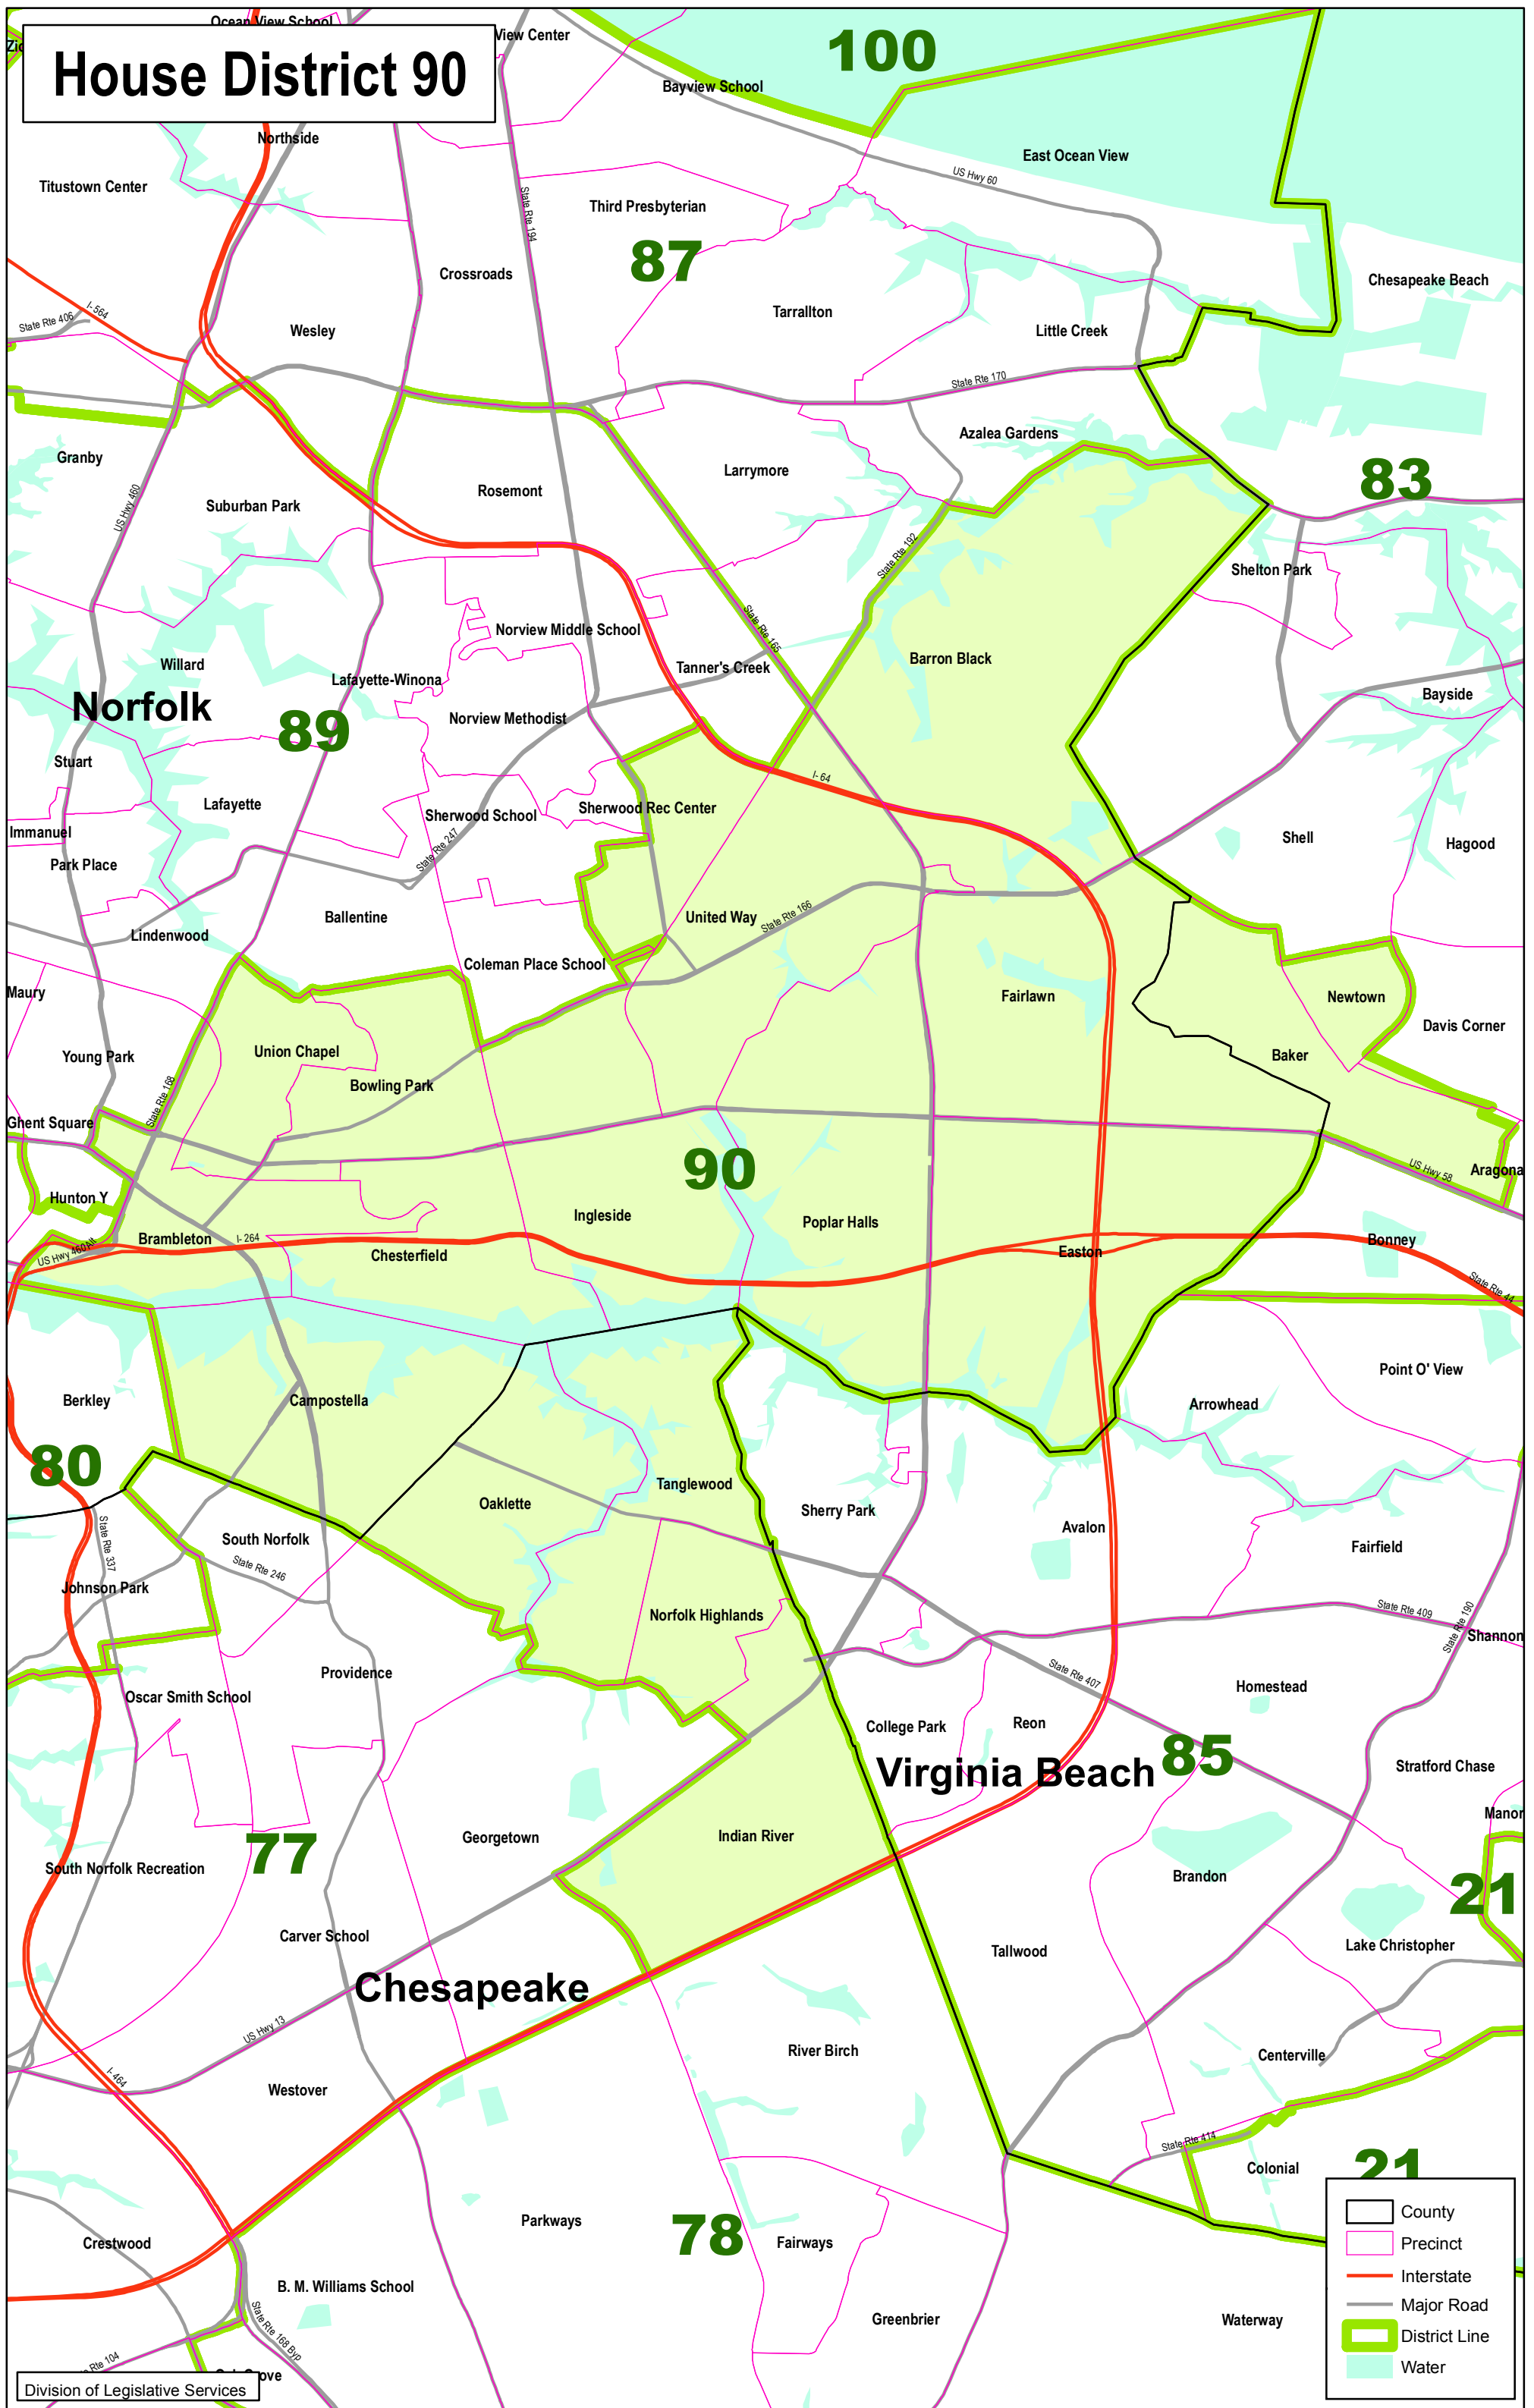 Ocean View School
View Center
House District 90
100
Bayview School
Northside
East Ocean View
US Hwy 60
Titustown Center
Third Presbyterian
State Rte 194
87
Crossroads
Chesapeake Beach
I- 564
State Rte 406
Wesley
Tarrallton
Little Creek
State Rte 170
Granby
Azalea Gardens
Larrymore
83
Rosemont
Suburban Park
US Hwy 460
State Rte 192
Shelton Park
Norview Middle School
State Rte 165
Willard
Tanner's Creek
Barron Black
Lafayette-Winona
Bayside
Norfolk
Norview Methodist
89
Stuart
I- 64
Lafayette
Sherwood School
Sherwood Rec Center
Immanuel
State Rte 247
Shell
Hagood
Park Place
Ballentine
United Way
State Rte 166
Lindenwood
Coleman Place School
Maury
Fairlawn
Newtown
Davis Corner
Young Park
Union Chapel
Baker
Bowling Park
State Rte 168
Ghent Square
90
US Hwy 58
Aragona
Hunton Y
Ingleside
Poplar Halls
Brambleton
I- 264
Chesterfield
Easton
Bonney
US Hwy 460 Alt
State Rte 44
Berkley
Campostella
Point O' View
Arrowhead
80
Tanglewood
Oaklette
Sherry Park
State Rte 337
South Norfolk
Avalon
Fairfield
State Rte 246
Johnson Park
Norfolk Highlands
State Rte 409
State Rte 190
Shannon
Providence
State Rte 407
Oscar Smith School
Homestead
College Park
Reon
Virginia Beach
85
Stratford Chase
Manor
Georgetown
Indian River
77
South Norfolk Recreation
Brandon
21
Carver School
Lake Christopher
Tallwood
Chesapeake
US Hwy 13
River Birch
Centerville
I- 464
Westover
State Rte 414
Colonial
21
Parkways
78
Fairways
Crestwood
B. M. Williams School
State Rte 168 Byp
Greenbrier
Waterway
Rte 104
County
Precinct
Interstate
Major Road
District Line
Water
Division of Legislative Services